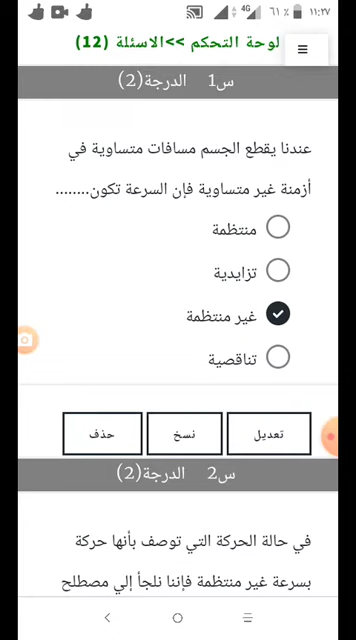 ١١:٢٧ ٦١ ٪ 4G
لوحة التحكم >>الاسئلة (12)
س1 الدرجة(2)
عندنا يقطع الجسم مسافات متساوية في
أزمنة غير متساوية فإن السرعة تكون........
منتظمة
تزايدية
غير منتظمة
تناقصية
تعديل
نسخ
حذف
س2 الدرجة(2)
في حالة الحركة التي توصف بأنها حركة
بسرعة غير منتظمة فإننا نلجأ إلي مصطلح